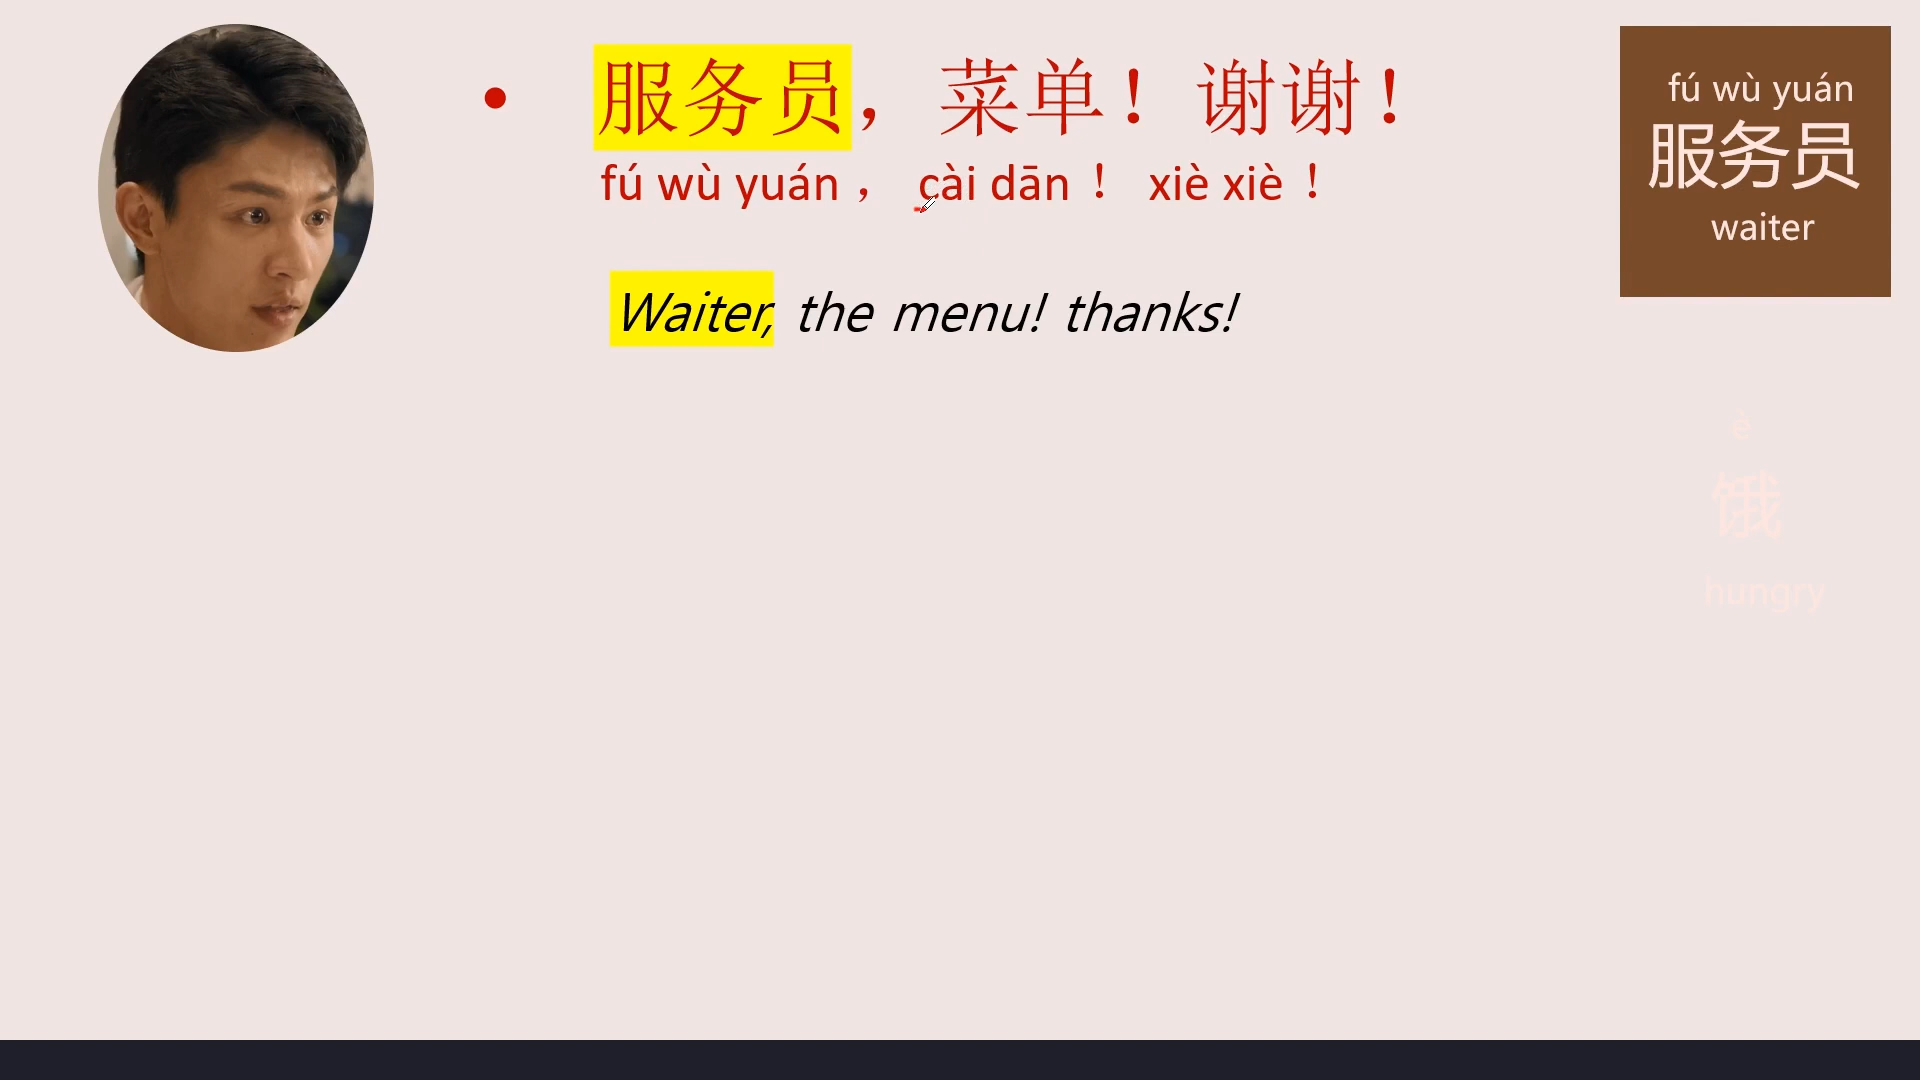 • 服务员，菜单！谢谢！
fú wù yuán， cài dān！ xiè xiè！
Waiter, the menu! thanks!
fú wù yuán
服务员
waiter
è
饿
hungry